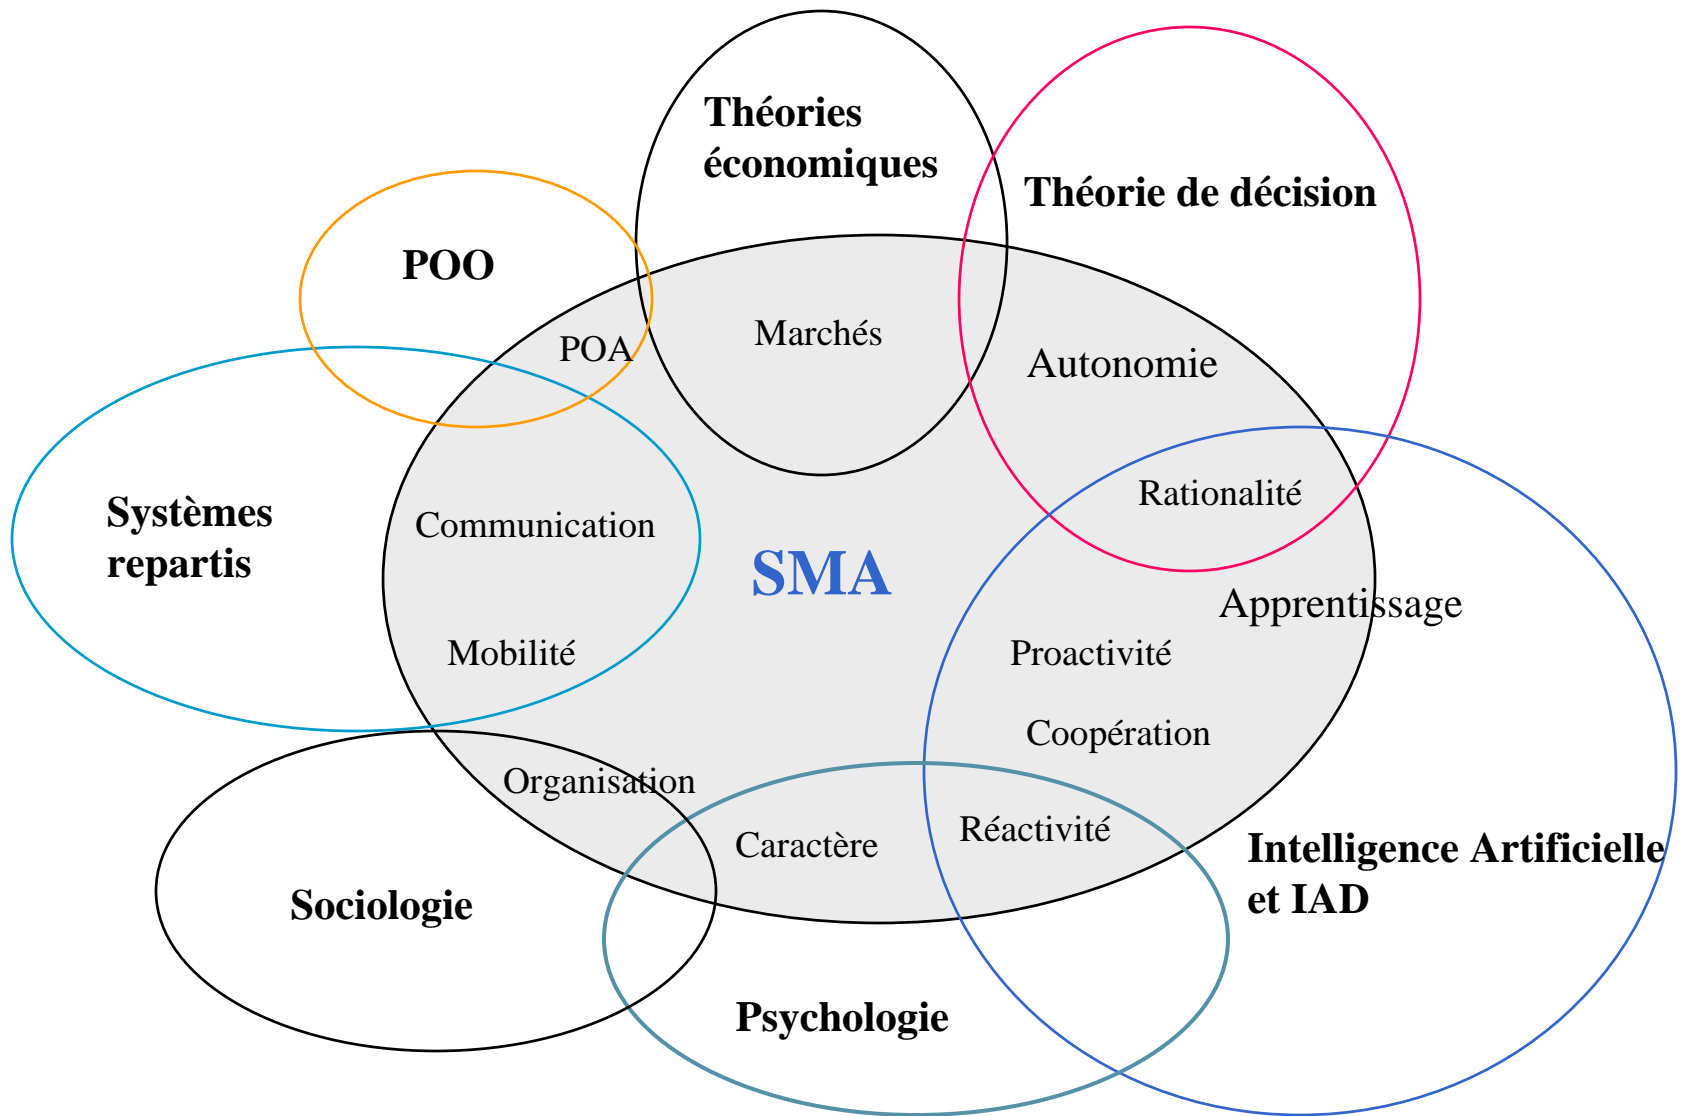 Théories
économiques
Théorie de décision
POO
Marchés
POA
Autonomie
Rationalité
Systèmes
repartis
Communication
SMA
Apprentissage
Mobilité
Proactivité
Coopération
Organisation
Caractère
Réactivité
Intelligence Artificielle
et IAD
Sociologie
Psychologie